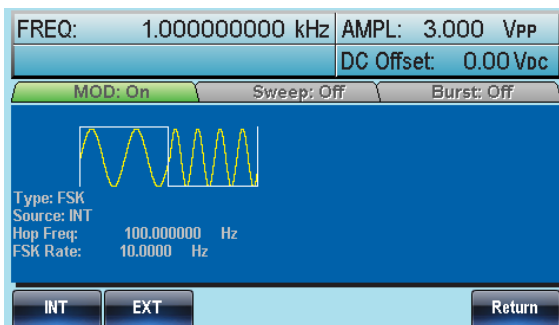 FREQ: 1.000000000 kHz AMPL: 3.000 VPP
DC Offset: 0.00 VDC
MOD: On Sweep: Off Burst: Off
Type: FSK
Source: INT
Hop Freq: 100.000000 Hz
FSK Rate: 10.0000 Hz
INT EXT Return